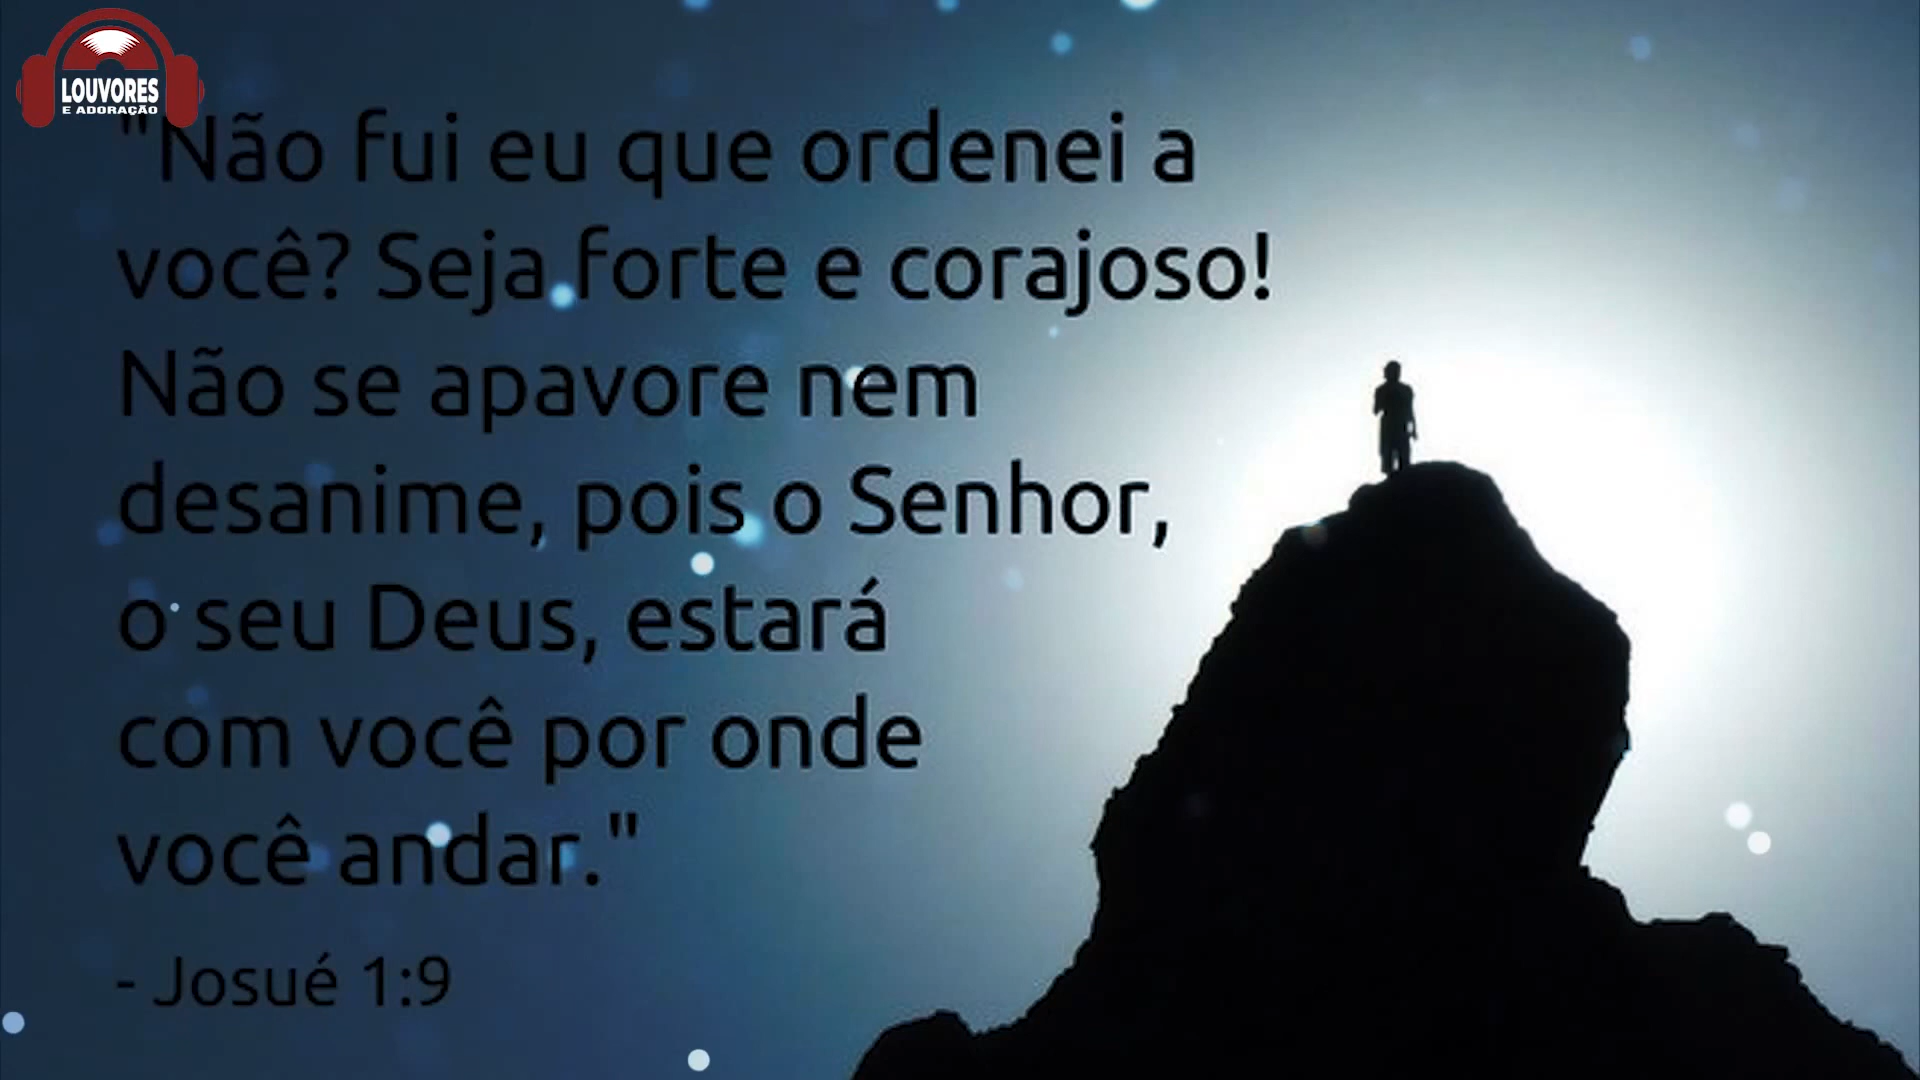 LOUVORES
E ADORAÇÃO
"Não fui eu que ordenei a
você? Seja forte e corajoso!
Não se apavore nem
desanime, pois o Senhor,
o seu Deus, estará
com você por onde
você andar."
- Josué 1:9